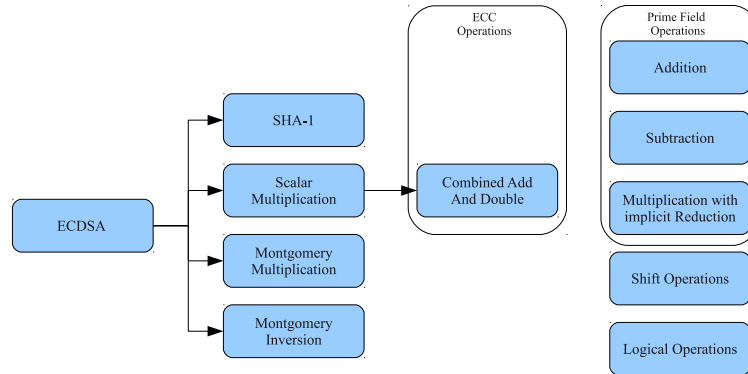 ECC
Operations
Prime Field
Operations
Addition
SHA-1
Subtraction
Scalar
Multiplication
Combined Add
And Double
Multiplication with
implicit Reduction
ECDSA
Montgomery
Multiplication
Shift Operations
Montgomery
Inversion
Logical Operations